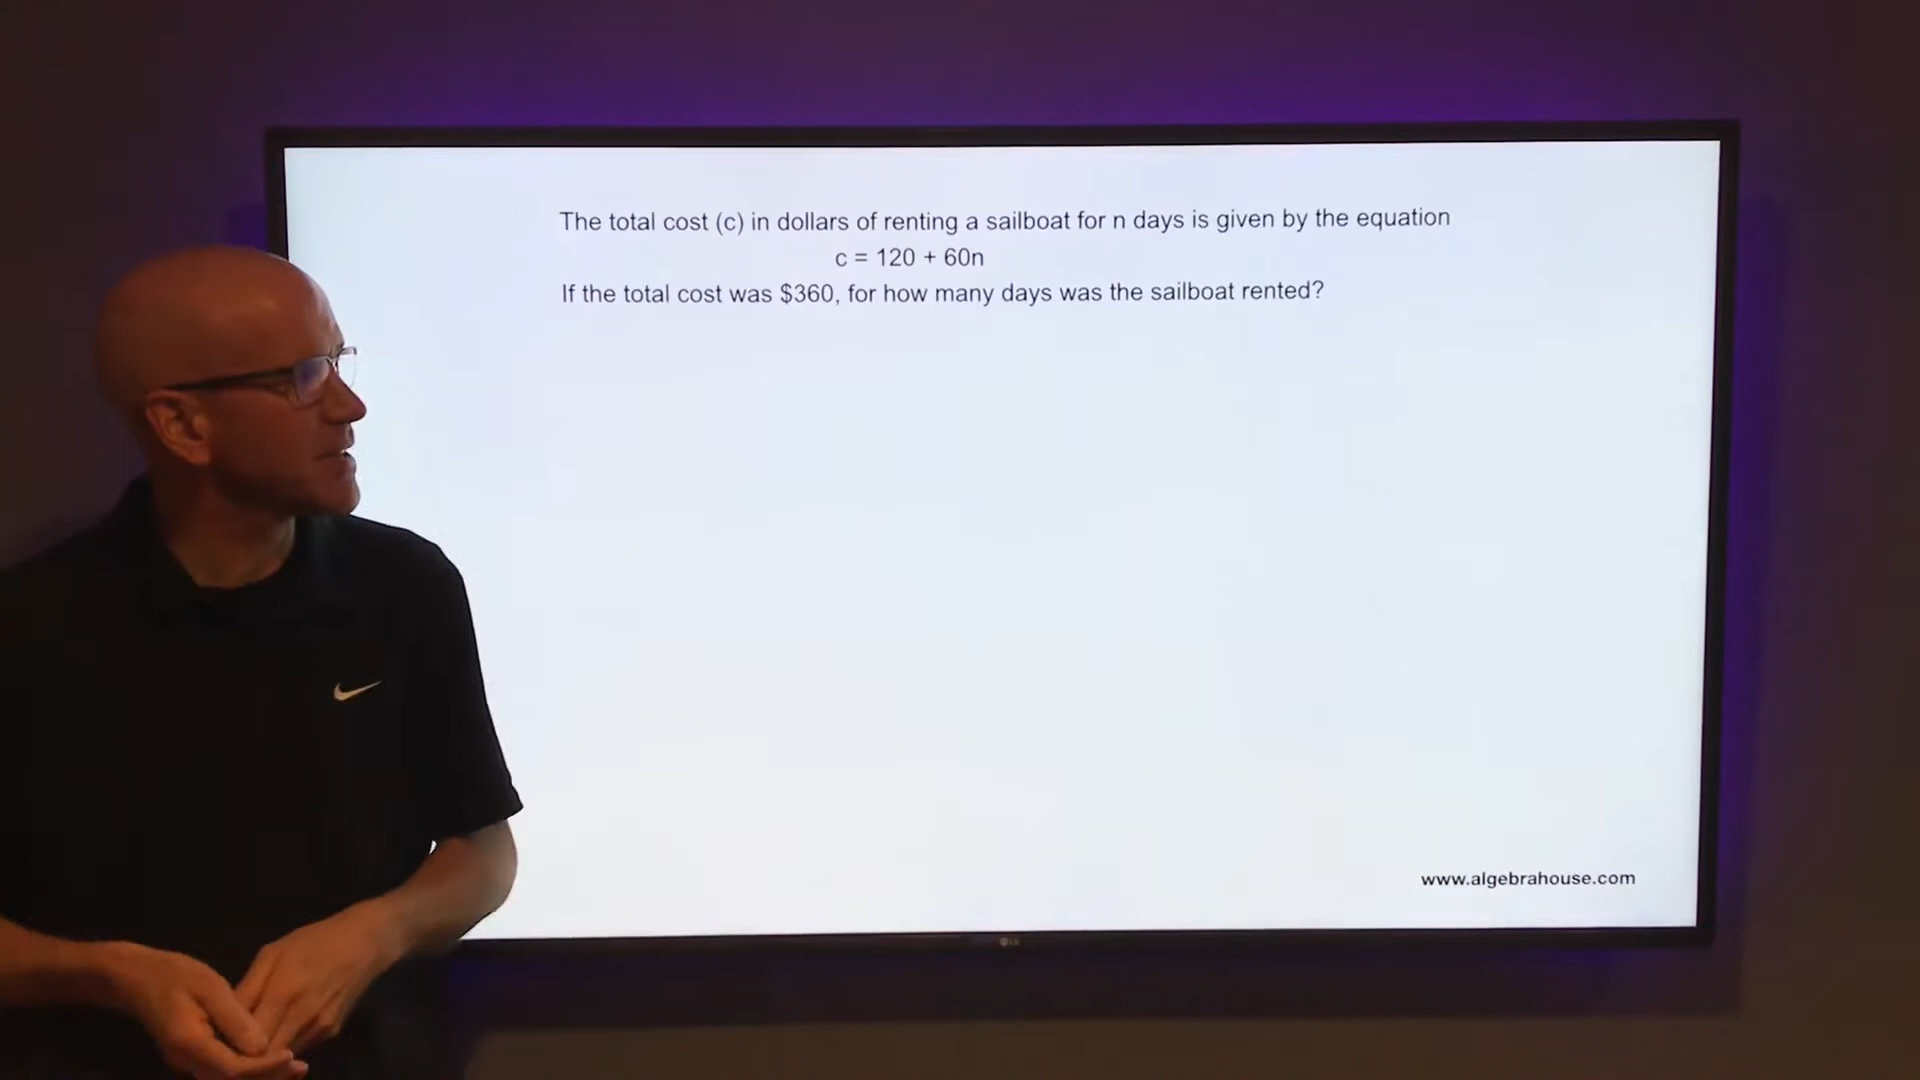 The total cost (c) in dollars of renting a sailboat for n days is given by the equation
c = 120 + 60n
If the total cost was $360, for how many days was the sailboat rented?
www.algebrahouse.com
LG